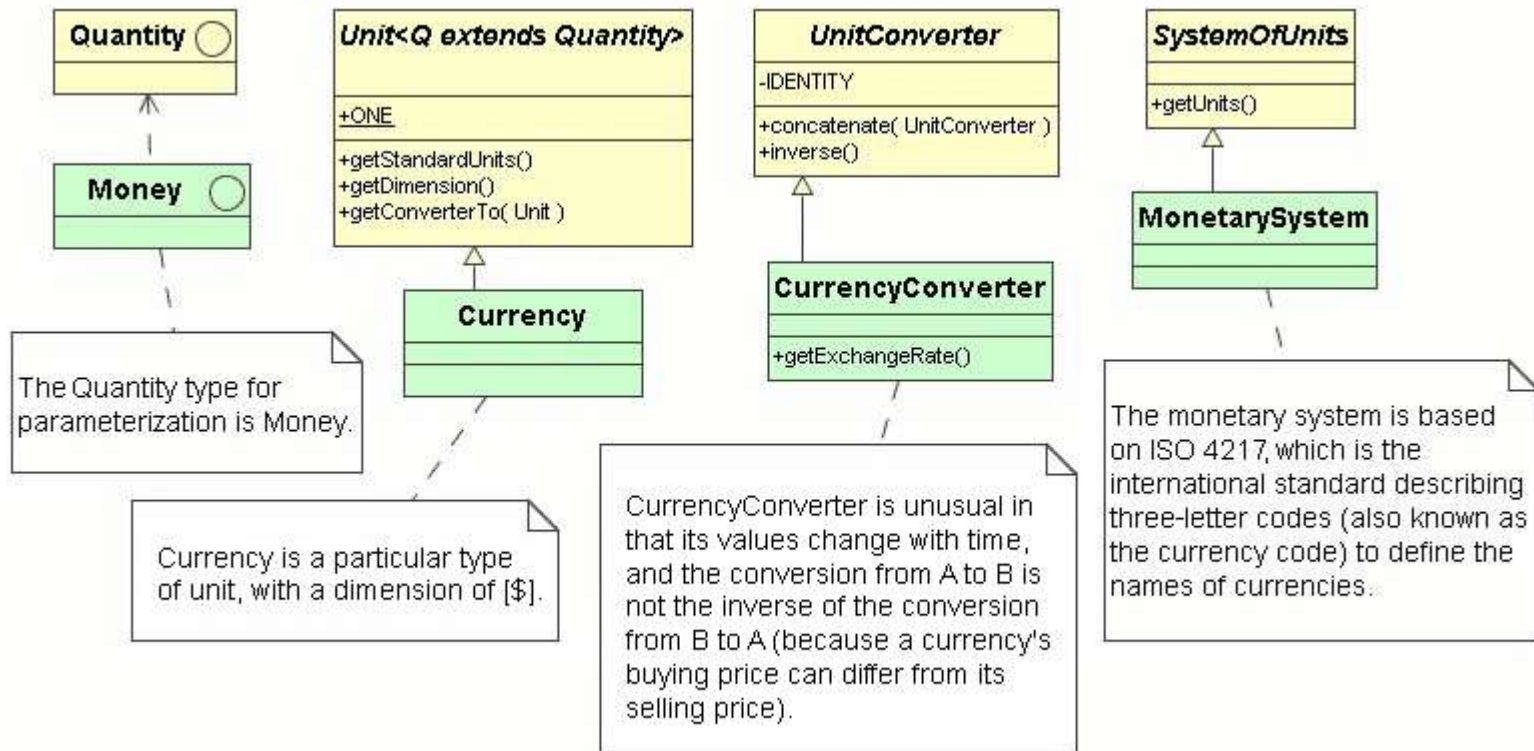 Quantity
Money
The Quantity type for
parameterization is Money.
Unit<Q extends Quantity>
+ONE
+getStandardUnits()
+getDimension()
+getConverterTo( Unit )
Currency
Currency is a particular type
of unit, with a dimension of [$].
UnitConverter
-IDENTITY
+concatenate( UnitConverter )
+inverse()
CurrencyConverter
+getExchangeRate()
CurrencyConverter is unusual in
that its values change with time,
and the conversion from A to B is
not the inverse of the conversion
from B to A (because a currency's
buying price can differ from its
selling price).
SystemOfUnits
+getUnits()
MonetarySystem
The monetary system is based
on ISO 4217, which is the
international standard describing
three-letter codes (also known as
the currency code) to define the
names of currencies.